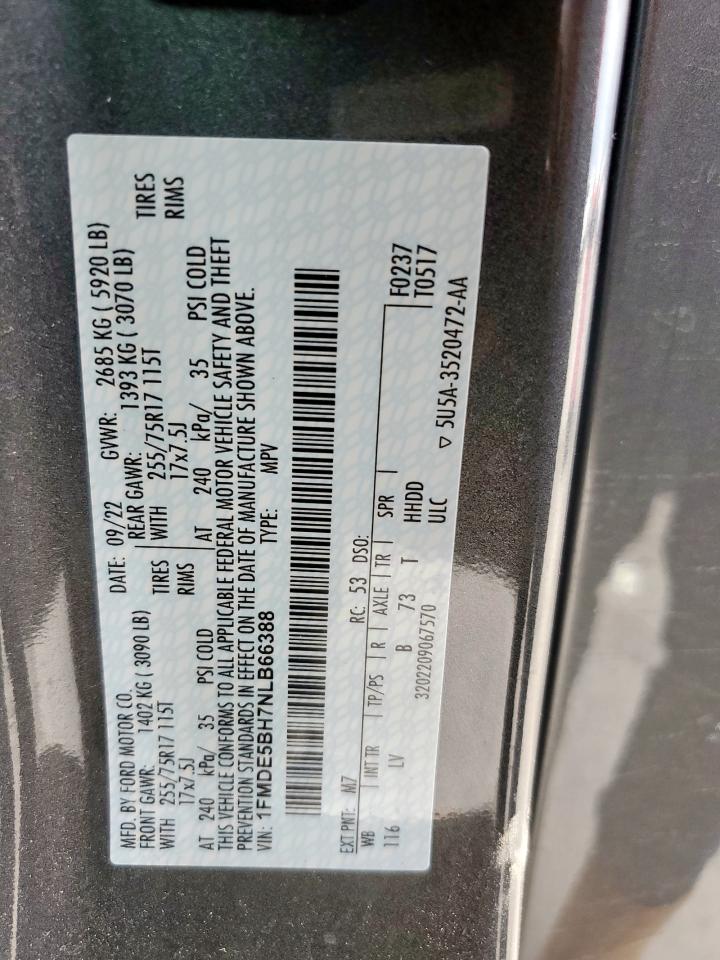 MFD. BY FORD MOTOR CO. DATE: 09/22 GVWR: 2685 KG ( 5920 LB)
FRONT GAWR: 1402 KG (3090 LB) REAR GAWR: 1393 KG ( 3070 LB)
WITH 255/75R17 115T TIRES WITH 255/75R17 115T TIRES
17x7.5J RIMS 17x7.5J RIMS
AT 240 kPa/ 35 PSI COLD AT 240 kPa/ 35 PSI COLD
THIS VEHICLE CONFORMS TO ALL APPLICABLE FEDERAL MOTOR VEHICLE SAFETY AND THEFT
PREVENTION STANDARDS IN EFFECT ON THE DATE OF MANUFACTURE SHOWN ABOVE.
VIN: 1FMDE5BH7NLB66388 TYPE: MPV
EXT PNT: M7 RC: 53 DSO: F0237
WB INT TR TP/PS R AXLE TR SPR T0517
116 LV B 73 T HHDD
3202209067570 ULC
▽ 5U5A-3520472-AA